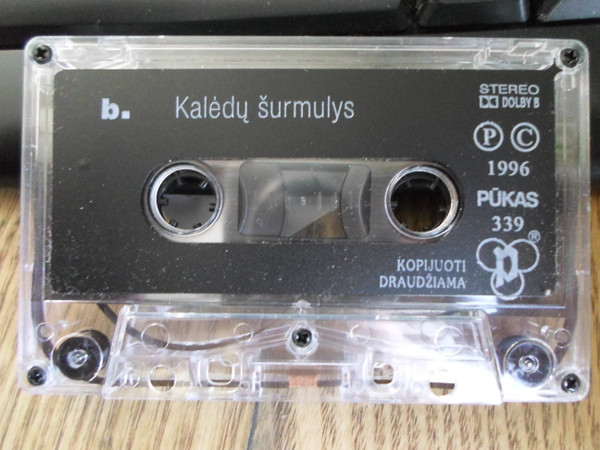 b. Kalėdų šurmulys
STEREO
DOLBY B
P C
1996
PŪKAS
339
p ®
KOPIJUOTI
DRAUDŽIAMA